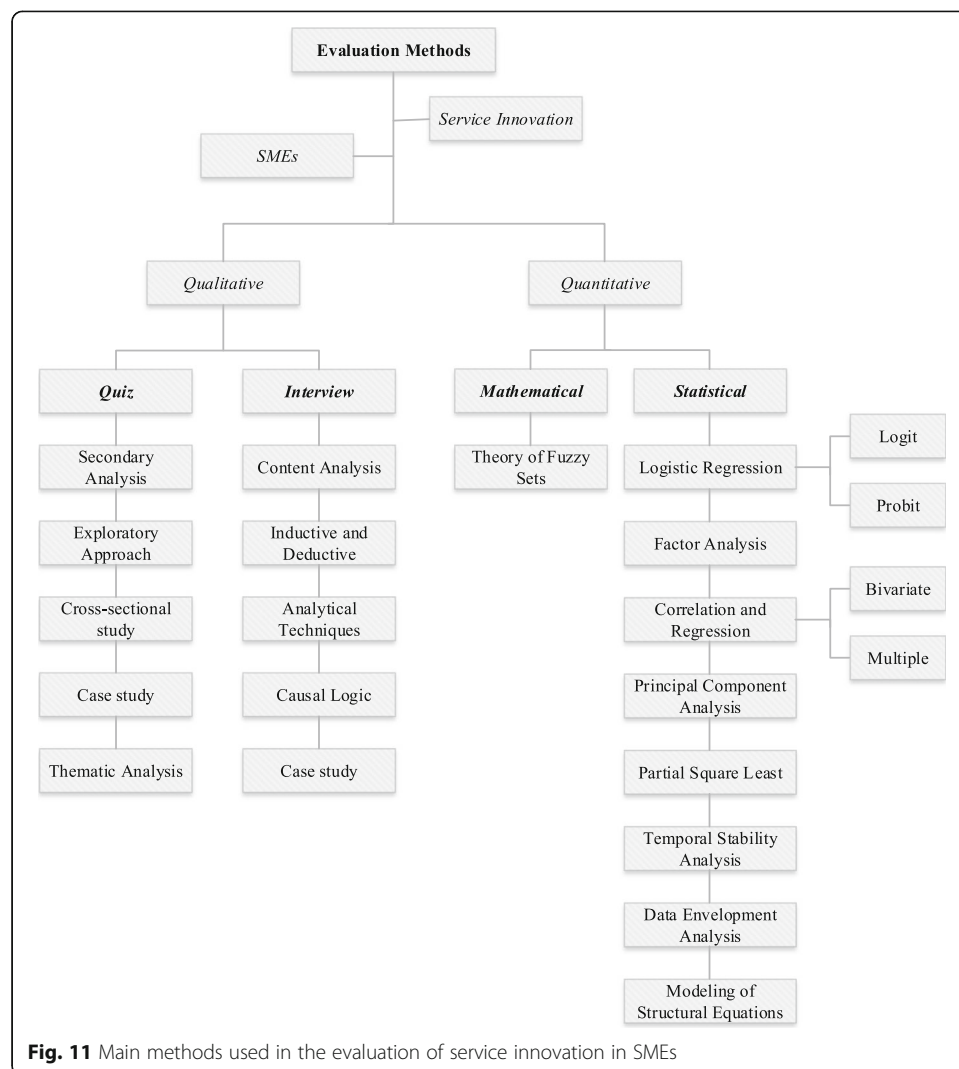 Evaluation Methods
Service Innovation
SMEs
Qualitative
Quantitative
Quiz
Interview
Mathematical
Statistical
Secondary
Analysis
Content Analysis
Theory of Fuzzy
Sets
Logistic Regression
Logit
Probit
Exploratory
Approach
Inductive and
Deductive
Factor Analysis
Cross-sectional
study
Analytical
Techniques
Correlation and
Regression
Bivariate
Multiple
Case study
Causal Logic
Principal Component
Analysis
Thematic Analysis
Case study
Partial Square Least
Temporal Stability
Analysis
Data Envelopment
Analysis
Modeling of
Structural Equations
Fig. 11 Main methods used in the evaluation of service innovation in SMEs